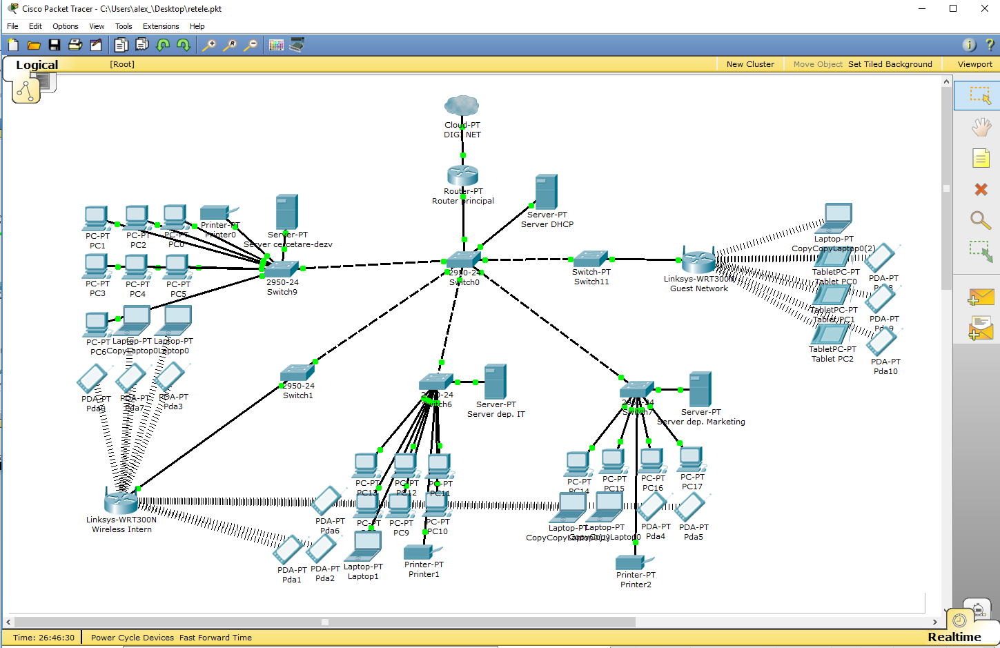 Cisco Packet Tracer - C:\Users\alex_\Desktop\retele.pkt
File Edit Options View Tools Extensions Help
Logical [Root] New Cluster Move Object Set Tiled Background Viewport
Cloud-PT
DIGI NET
Router-PT
Router principal
Server-PT
Server DHCP
Printer-PT
Printer0
Server-PT
Server cercetare-dezv
PC-PT
PC1
PC-PT
PC2
PC-PT
PC0
PC-PT
PC3
PC-PT
PC4
PC-PT
PC5
2950-24
Switch9
2950-24
Switch0
Switch-PT
Switch11
Linksys-WRT300N
Guest Network
Laptop-PT
CopyCopyLaptop0(2)
TabletPC-PT
Tablet PC0
PDA-PT
TabletPC-PT
Tablet PC1
PDA-PT
Pda9
TabletPC-PT
Tablet PC2
PDA-PT
Pda10
PC-PT
PC6
Laptop-PT
CopyLaptop0
Laptop-PT
Laptop0
PDA-PT
Pda0
PDA-PT
Pda7
PDA-PT
Pda3
2950-24
Switch1
2950-24
Switch6
Server-PT
Server dep. IT
2950-24
Switch7
Server-PT
Server dep. Marketing
Linksys-WRT300N
Wireless Intern
PC-PT
PC13
PC-PT
PC12
PC-PT
PC11
PC-PT
PC-PT
PC9
PC-PT
PC10
PDA-PT
Pda6
PDA-PT
Pda1
PDA-PT
Pda2
Laptop-PT
Laptop1
Printer-PT
Printer1
PC-PT
PC14
PC-PT
PC15
PC-PT
PC16
PC-PT
PC17
Laptop-PT
CopyCopyLaptop0(1)
Laptop-PT
PDA-PT
Pda4
PDA-PT
Pda5
Printer-PT
Printer2
Time: 26:46:30 Power Cycle Devices Fast Forward Time
Realtime